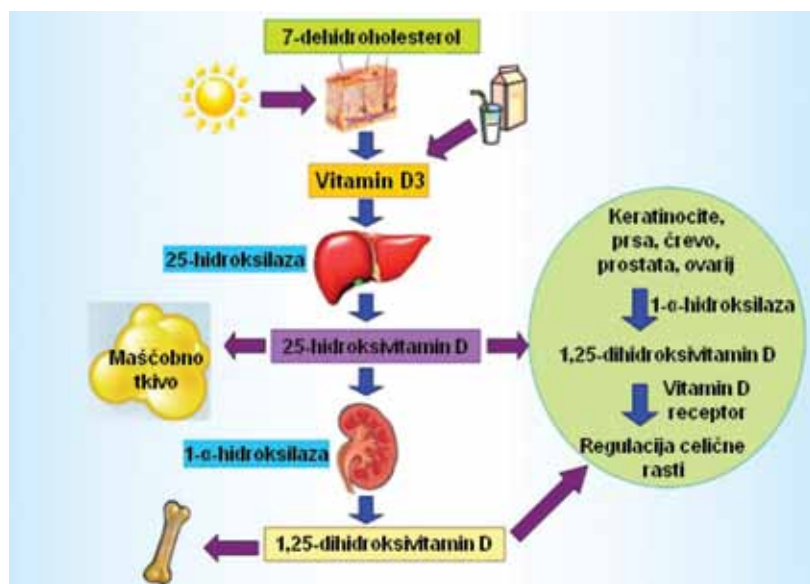 7-dehidroholesterol
Vitamin D3
25-hidroksilaza
Maščobno
tkivo
25-hidroksivitamin D
1-α-hidroksilaza
1,25-dihidroksivitamin D
Keratinocite,
prsa, črevo,
prostata, ovarij
1-α-hidroksilaza
1,25-dihidroksivitamin D
Vitamin D
receptor
Regulacija celične
rasti